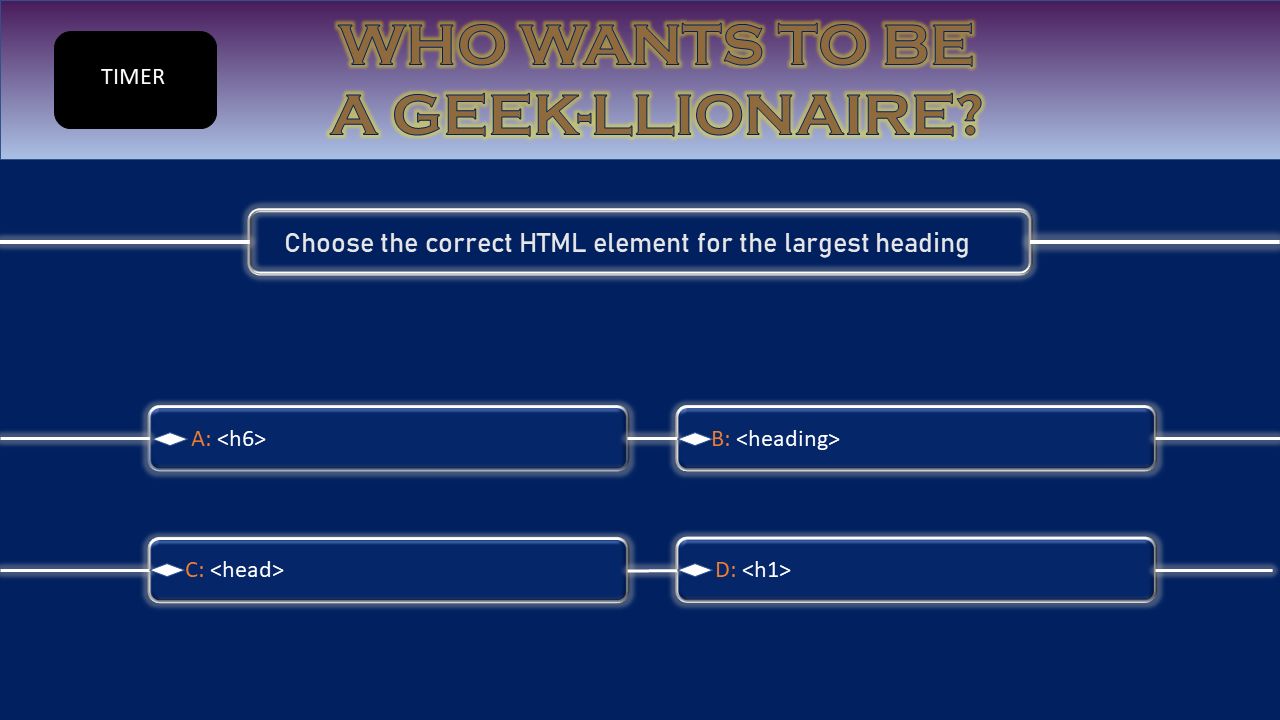 TIMER
WHO WANTS TO BE
A GEEK-LLIONAIRE?
Choose the correct HTML element for the largest heading
A: <h6>
B: <heading>
C: <head>
D: <h1>